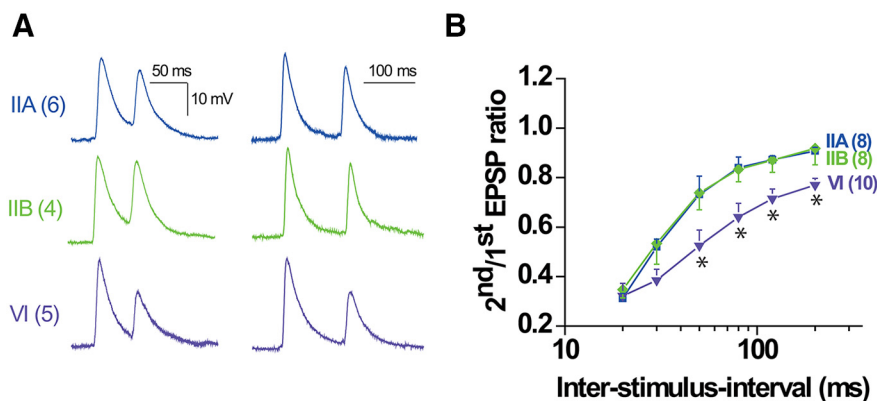 A
B
50 ms
10 mV
100 ms
IIA (6)
IIB (4)
VI (5)
2nd/1st EPSP ratio
1.2
1.0
0.8
0.6
0.4
0.2
IIA (8)
IIB (8)
VI (10)
*
*
*
*
10
100
Inter-stimulus-interval (ms)